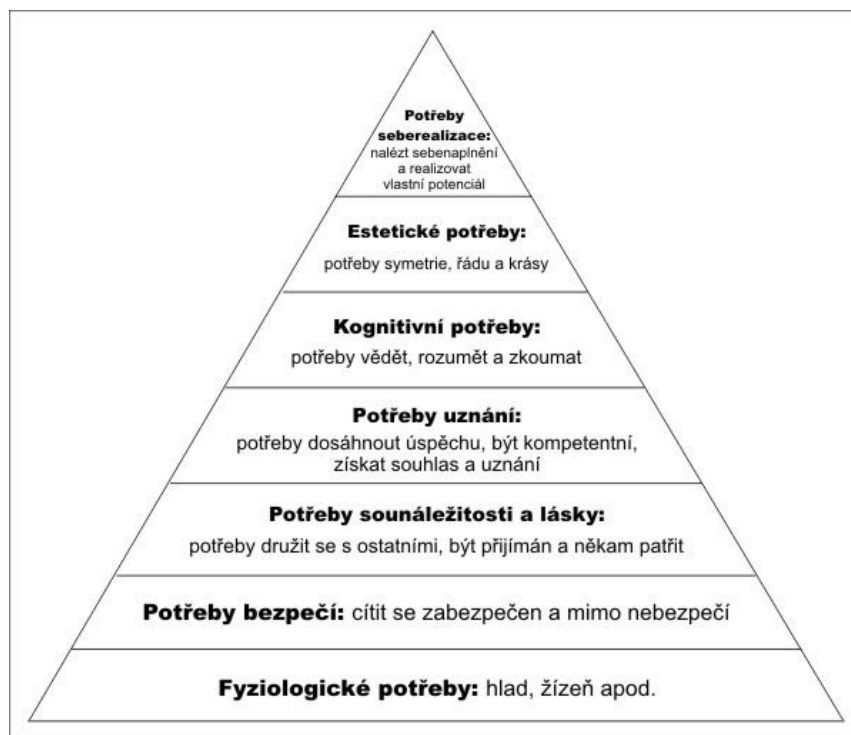 Potřeby
seberealizace:
nalézt sebenaplnění
a realizovat
vlastní potenciál
Estetické potřeby:
potřeby symetrie, řádu a krásy
Kognitivní potřeby:
potřeby vědět, rozumět a zkoumat
Potřeby uznání:
potřeby dosáhnout úspěchu, být kompetentní,
získat souhlas a uznání
Potřeby sounáležitosti a lásky:
potřeby družit se s ostatními, být přijímán a někam patřit
Potřeby bezpečí: cítit se zabezpečen a mimo nebezpečí
Fyziologické potřeby: hlad, žízeň apod.